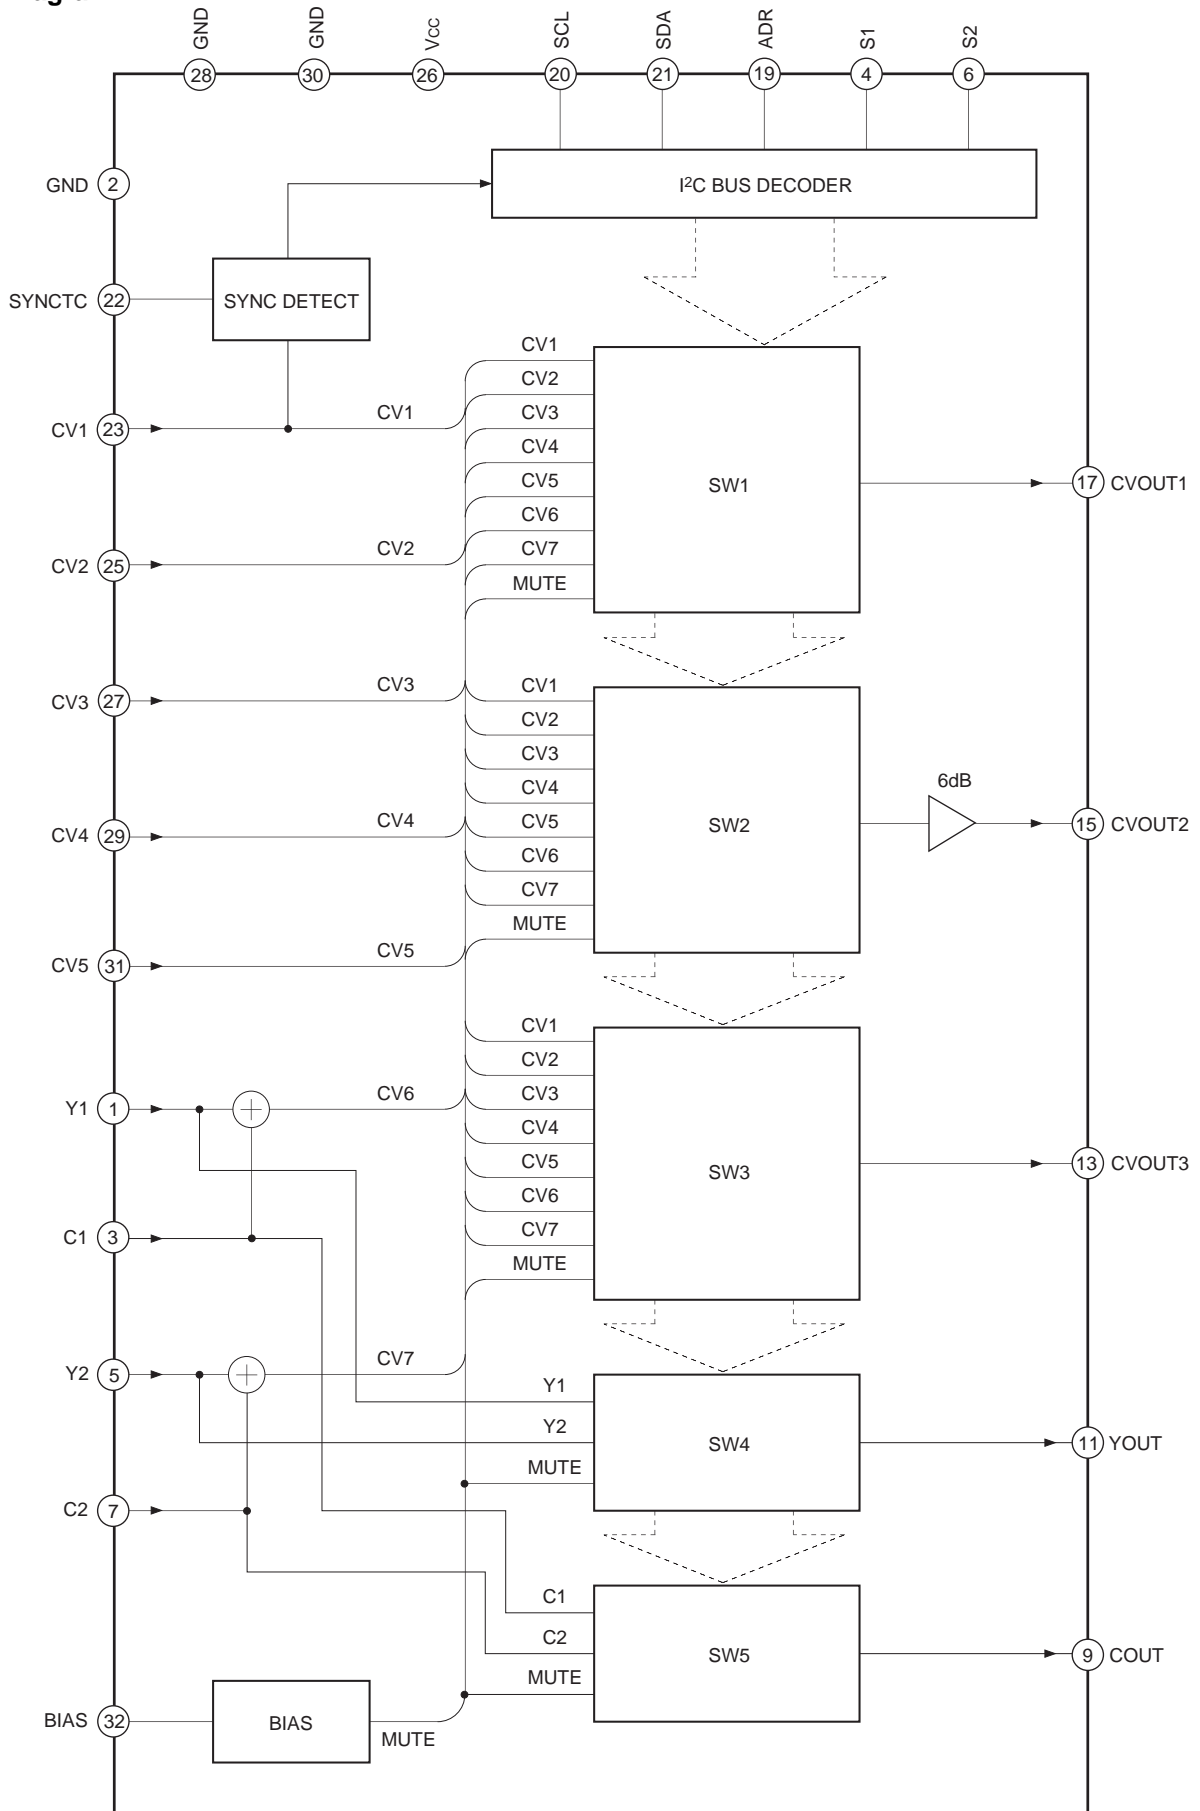 GND
GND
Vcc
SCL
SDA
ADR
S1
S2
28
30
26
20
21
19
4
6
GND 2
I²C BUS DECODER
SYNCTC 22
SYNC DETECT
CV1 23
CV1
CV1
CV2
CV3
CV4
CV5
CV6
CV7
MUTE
SW1
17 CVOUT1
CV2 25
CV2
CV3 27
CV3
CV1
CV2
CV3
CV4
CV5
CV6
CV7
MUTE
SW2
6dB
15 CVOUT2
CV4 29
CV4
CV5 31
CV5
CV1
CV2
CV3
CV4
CV5
CV6
CV7
MUTE
SW3
13 CVOUT3
Y1 1
CV6
C1 3
Y2 5
CV7
Y1
Y2
MUTE
SW4
11 YOUT
C2 7
C1
C2
MUTE
SW5
9 COUT
BIAS 32
BIAS
MUTE